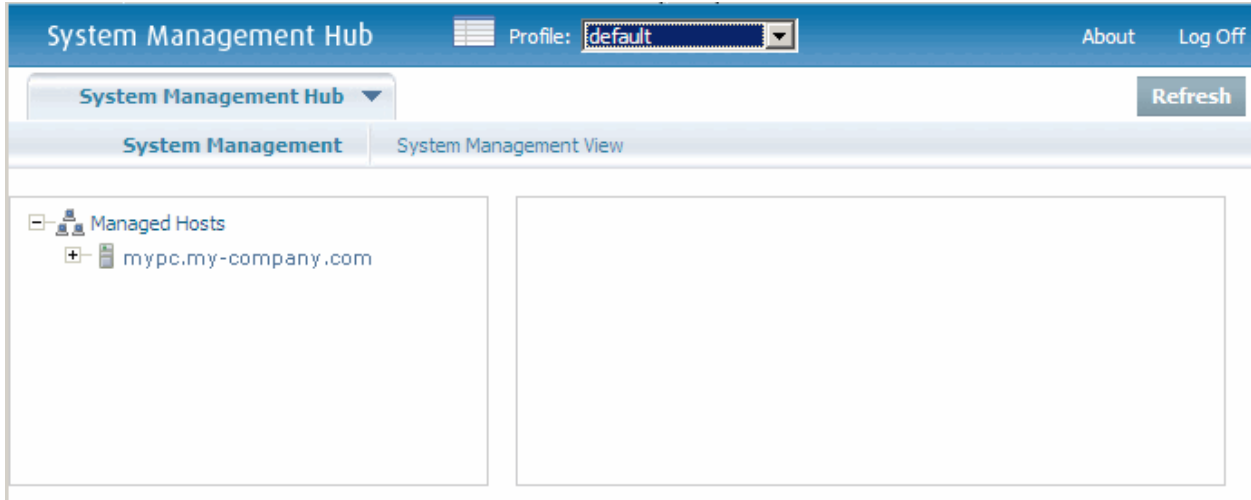 System Management Hub Profile: default About Log Off
System Management Hub Refresh
System Management System Management View
Managed Hosts
mypc.my-company.com